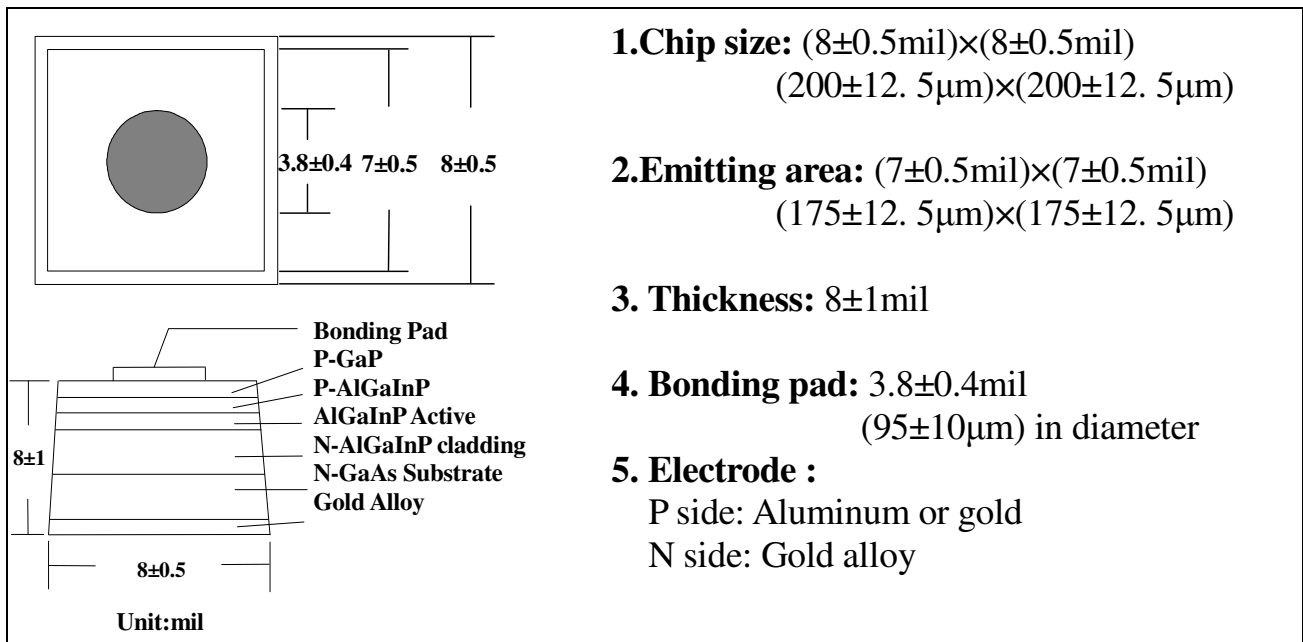 3.8±0.4 7±0.5 8±0.5
Bonding Pad
P-GaP
P-AlGaInP
AlGaInP Active
N-AlGaInP cladding
N-GaAs Substrate
Gold Alloy
8±1
8±0.5
Unit:mil
1.Chip size: (8±0.5mil)×(8±0.5mil)
(200±12. 5μm)×(200±12. 5μm)
2.Emitting area: (7±0.5mil)×(7±0.5mil)
(175±12. 5μm)×(175±12. 5μm)
3. Thickness: 8±1mil
4. Bonding pad: 3.8±0.4mil
(95±10μm) in diameter
5. Electrode :
P side: Aluminum or gold
N side: Gold alloy